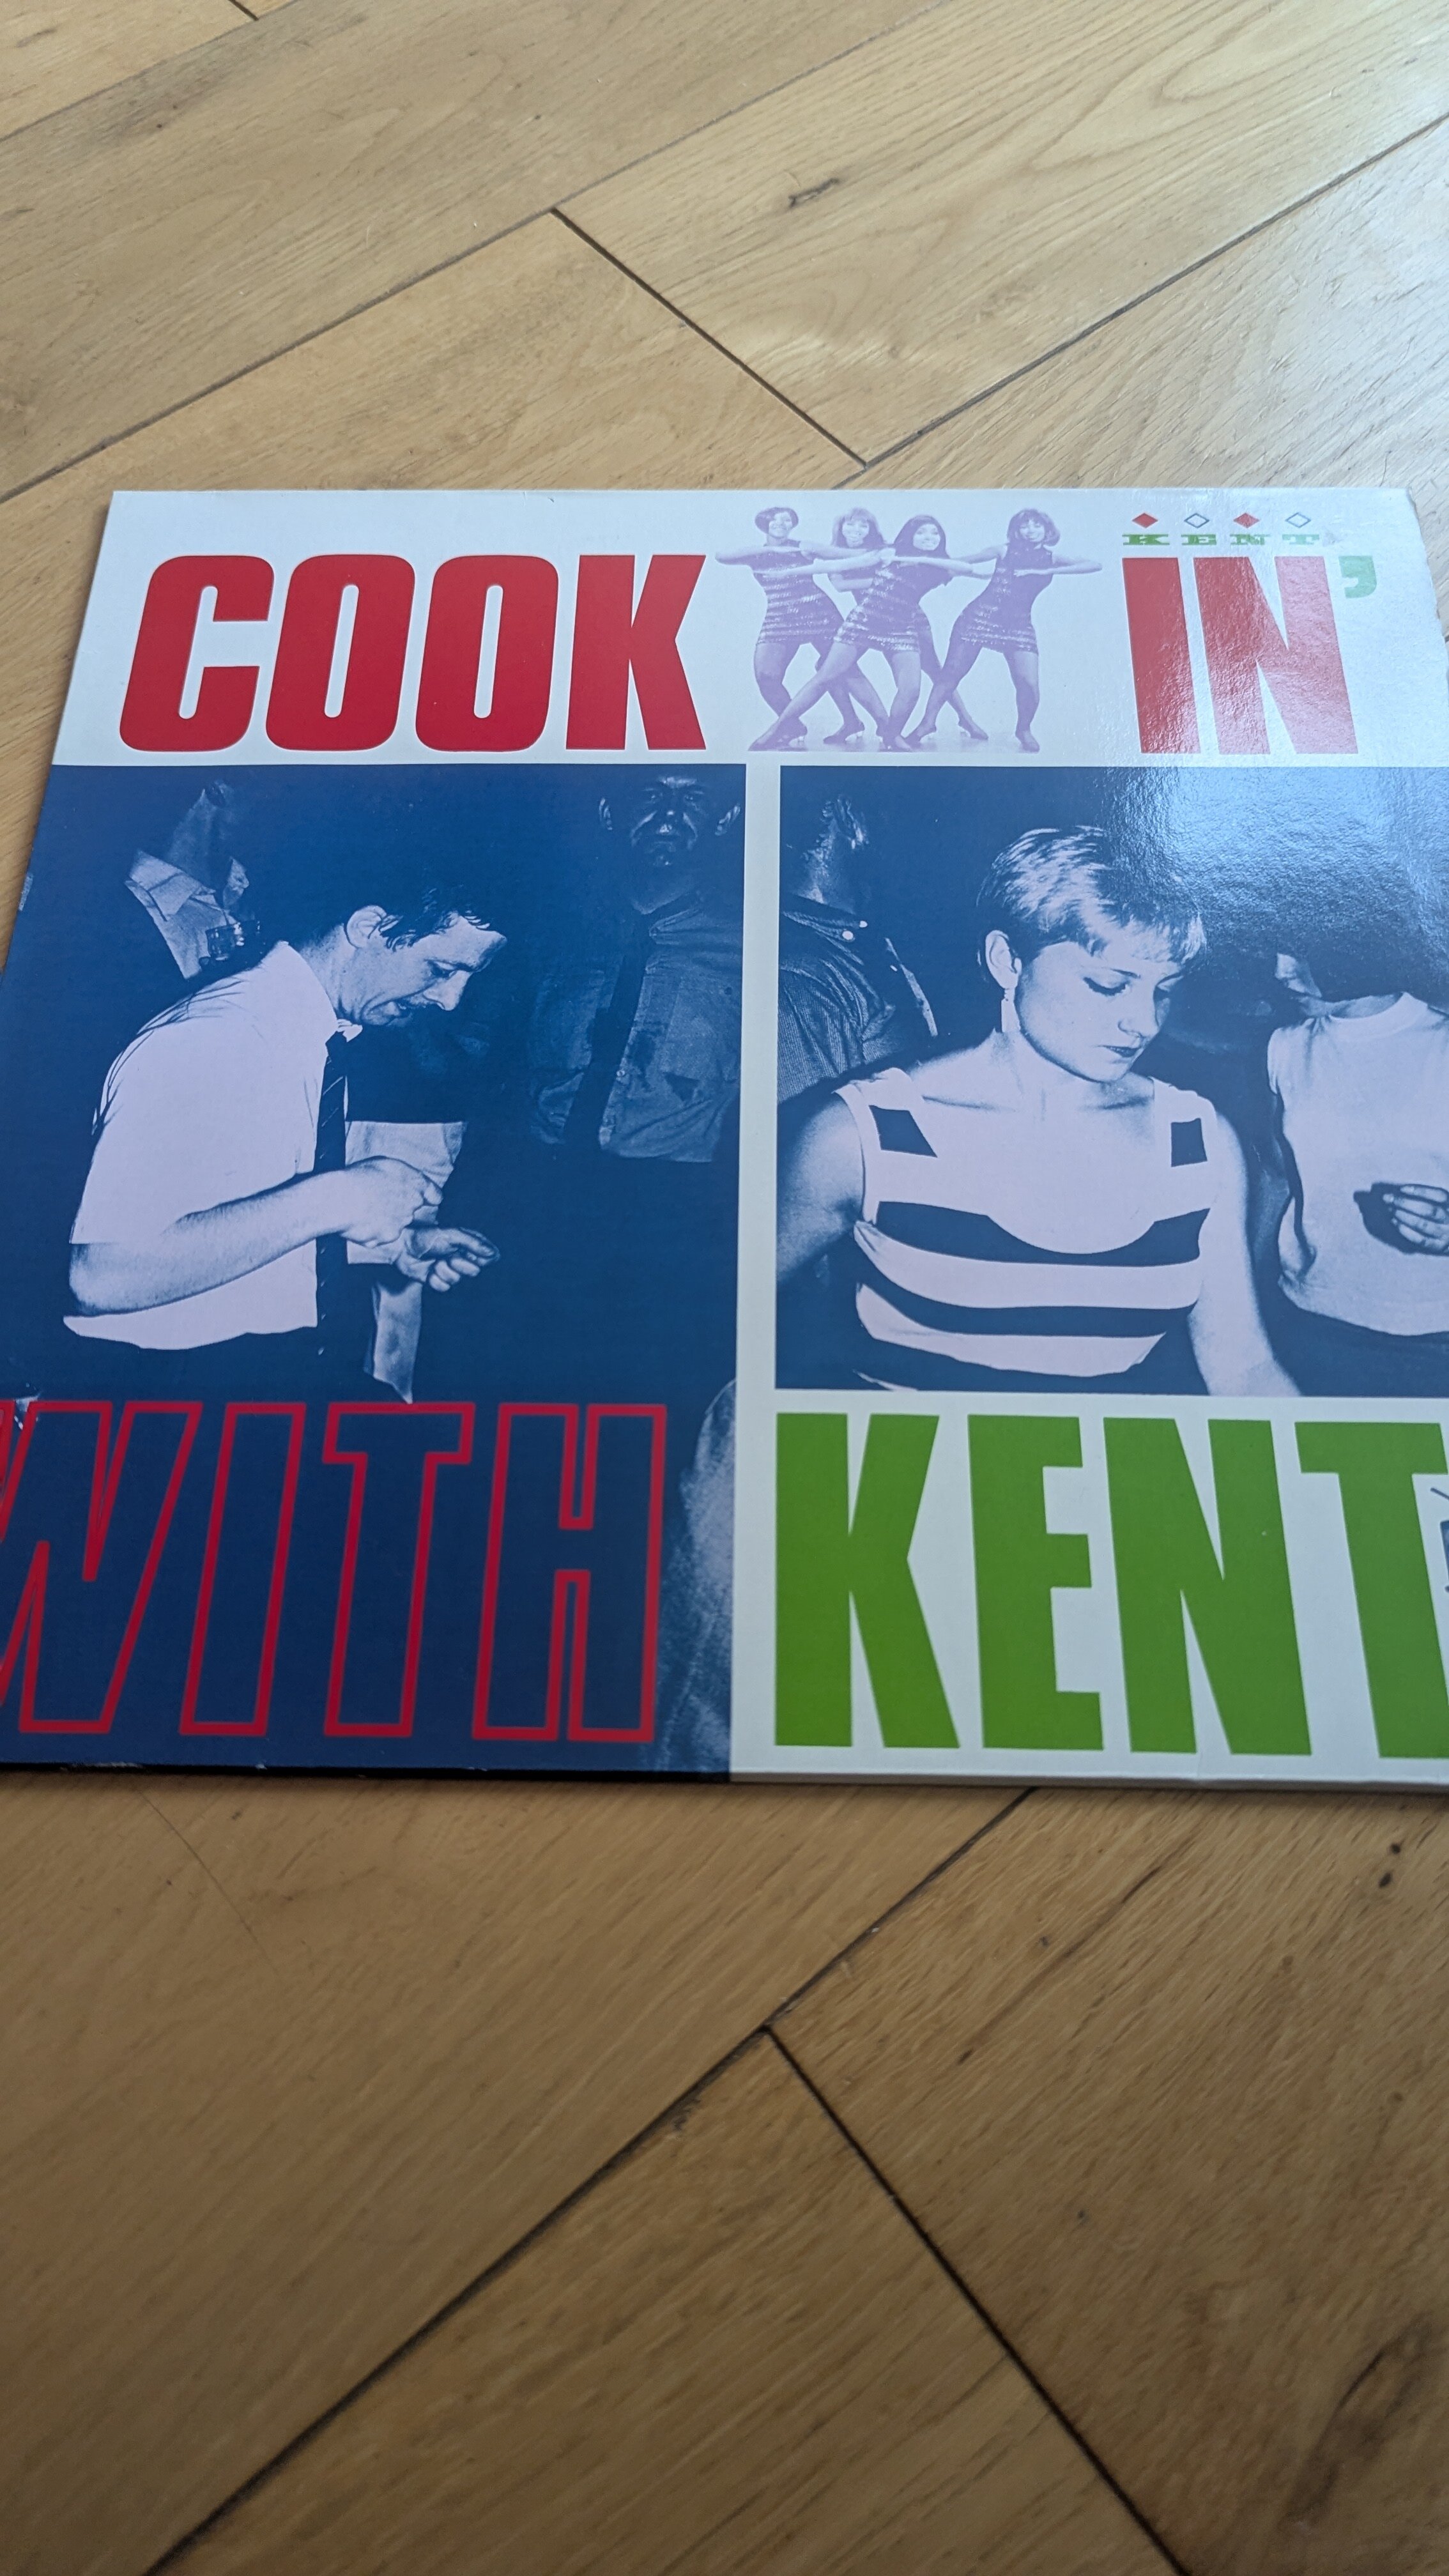 KENT
COOK IN'
WITH KENT